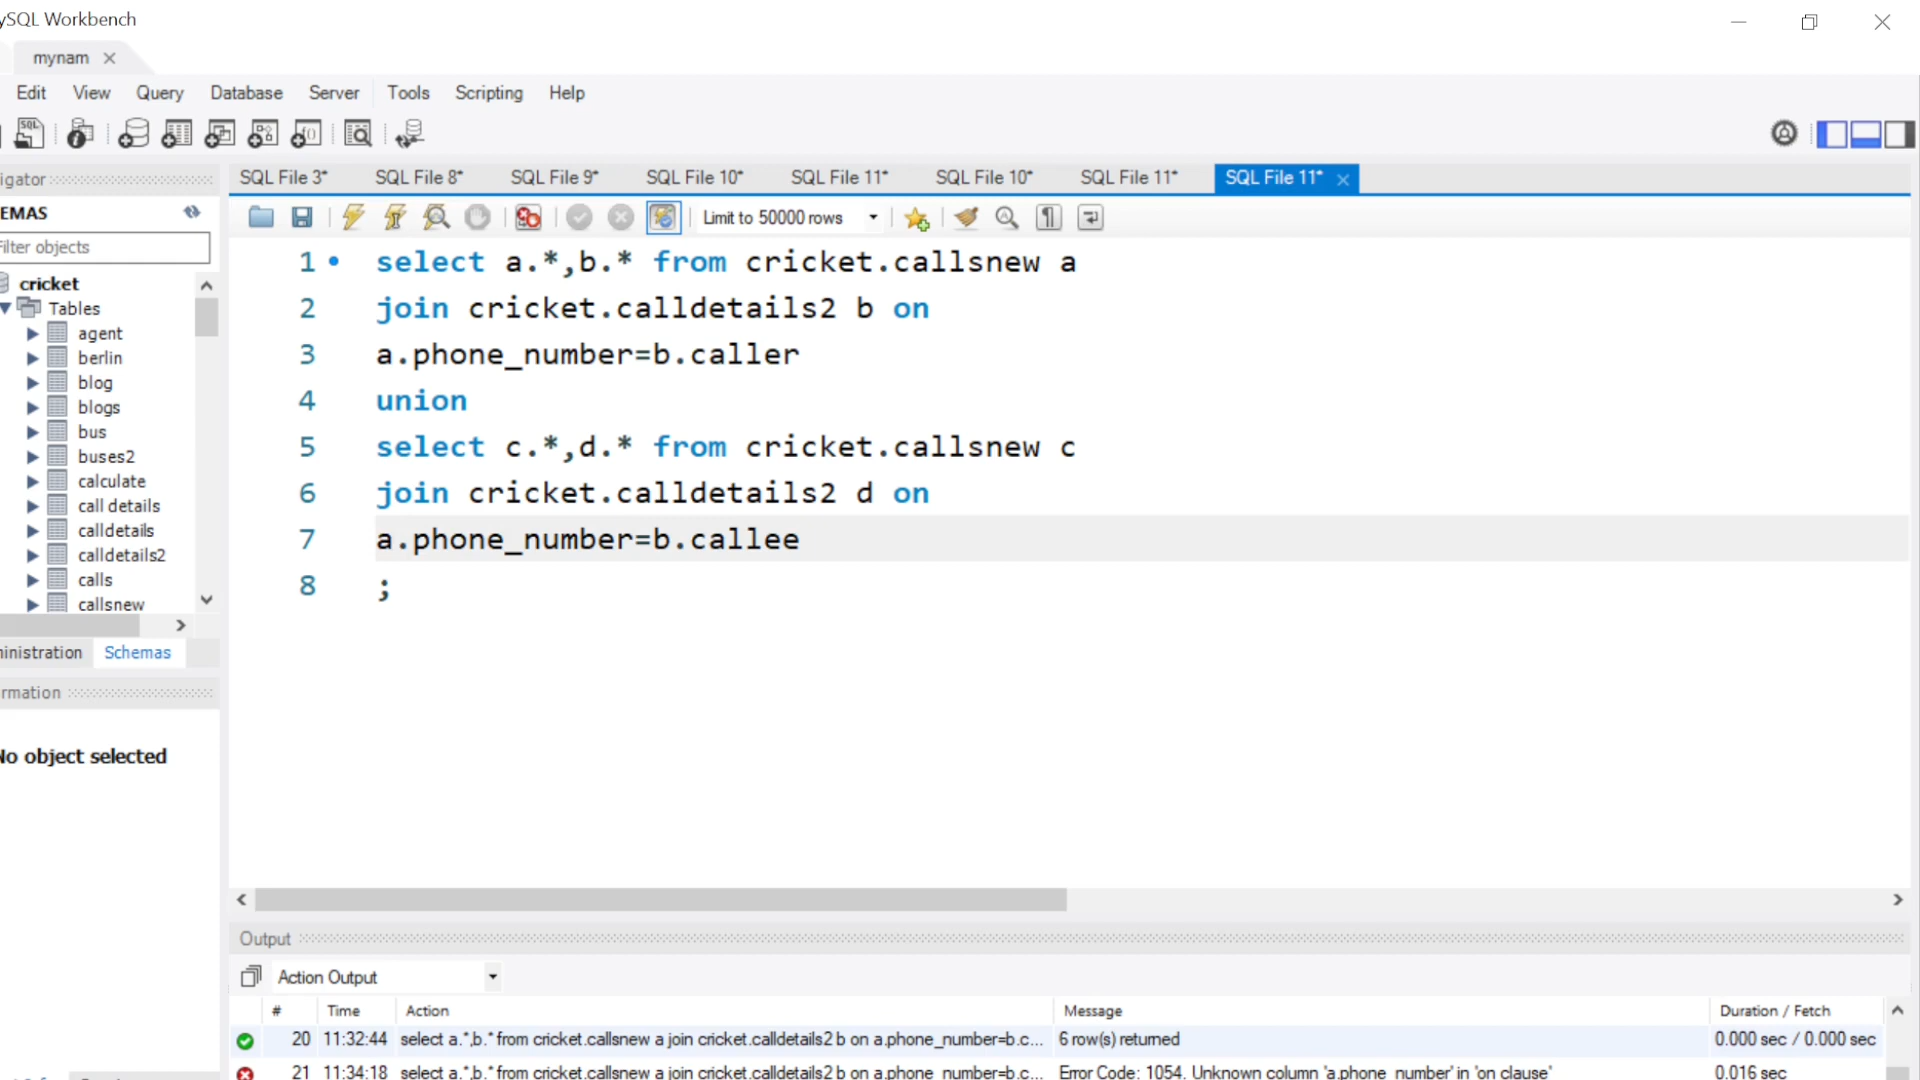 ySQL Workbench
mynam
Edit View Query Database Server Tools Scripting Help
SQL
igator
SQL File 3* SQL File 8* SQL File 9* SQL File 10* SQL File 11* SQL File 10* SQL File 11* SQL File 11*
EMAS
Limit to 50000 rows
Filter objects
cricket
Tables
agent
berlin
blog
blogs
bus
buses2
calculate
call details
calldetails
calldetails2
calls
callsnew
1 select a.*,b.* from cricket.callsnew a
2 join cricket.calldetails2 b on
3 a.phone_number=b.caller
4 union
5 select c.*,d.* from cricket.callsnew c
6 join cricket.calldetails2 d on
7 a.phone_number=b.callee
8 ;
ninistration Schemas
rmation
No object selected
Output
Action Output
# Time Action Message Duration / Fetch
20 11:32:44 select a.*,b.* from cricket.callsnew a join cricket.calldetails2 b on a.phone_number=b.c... 6 row(s) returned 0.000 sec / 0.000 sec
21 11:34:18 select a.*,b.* from cricket.callsnew a join cricket.calldetails2 b on a.phone_number=b.c... Error Code: 1054. Unknown column 'a.phone_number' in 'on clause' 0.016 sec